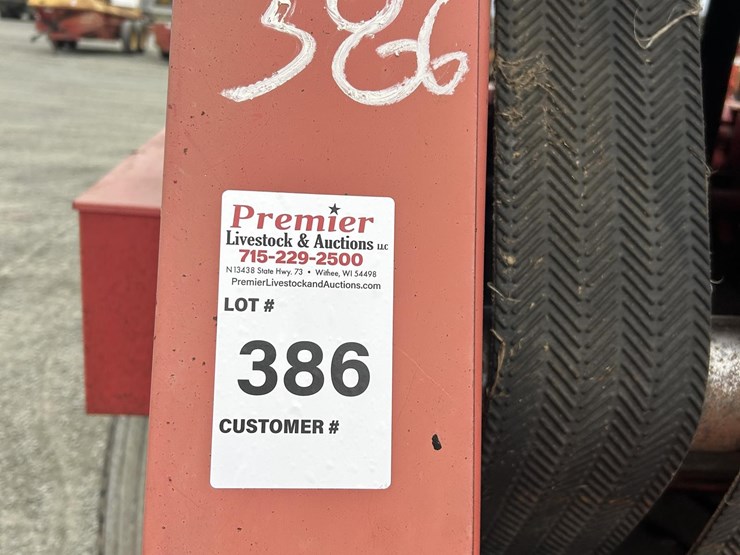 386
Premier
Livestock & Auctions LLC
715-229-2500
N13438 State Hwy. 73 • Withee, WI 54498
PremierLivestockandAuctions.com
LOT #
386
CUSTOMER #